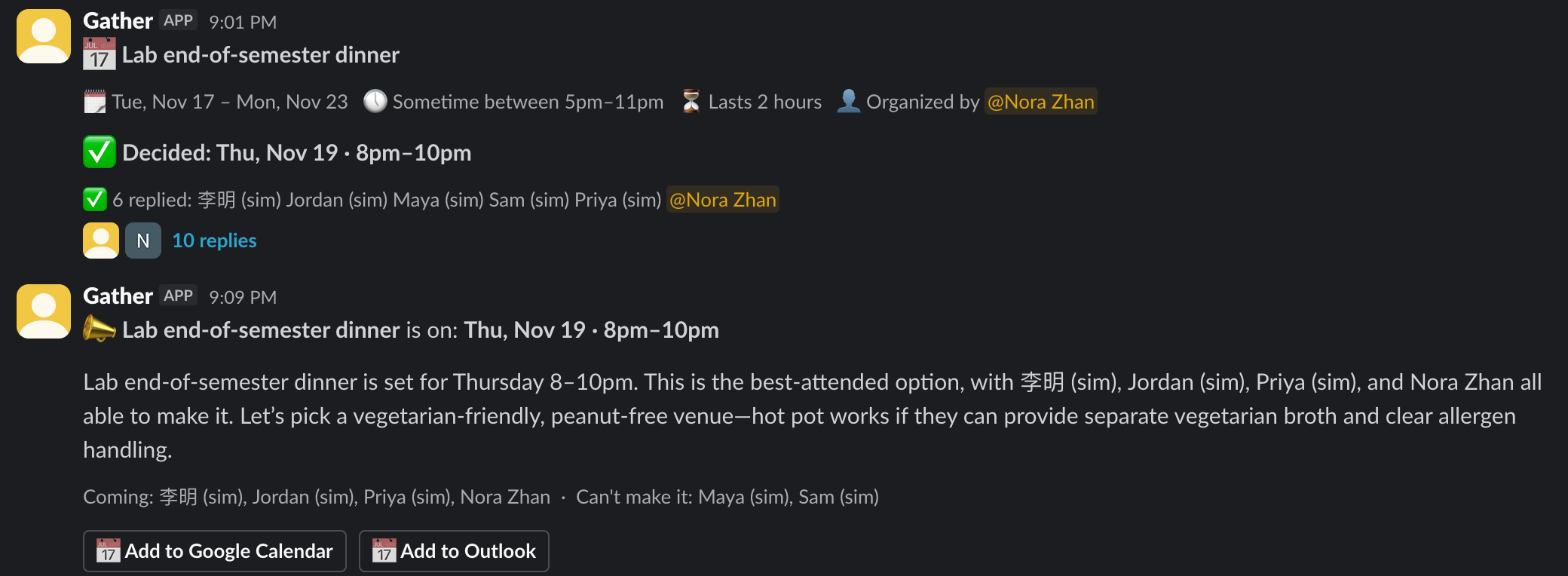 Gather APP 9:01 PM
JUL 17 Lab end-of-semester dinner
Tue, Nov 17 – Mon, Nov 23 Sometime between 5pm–11pm Lasts 2 hours Organized by @Nora Zhan
Decided: Thu, Nov 19 · 8pm–10pm
6 replied: 李明 (sim) Jordan (sim) Maya (sim) Sam (sim) Priya (sim) @Nora Zhan
N 10 replies
Gather APP 9:09 PM
Lab end-of-semester dinner is on: Thu, Nov 19 · 8pm–10pm
Lab end-of-semester dinner is set for Thursday 8–10pm. This is the best-attended option, with 李明 (sim), Jordan (sim), Priya (sim), and Nora Zhan all
able to make it. Let’s pick a vegetarian-friendly, peanut-free venue—hot pot works if they can provide separate vegetarian broth and clear allergen
handling.
Coming: 李明 (sim), Jordan (sim), Priya (sim), Nora Zhan · Can't make it: Maya (sim), Sam (sim)
JUL 17 Add to Google Calendar JUL 17 Add to Outlook